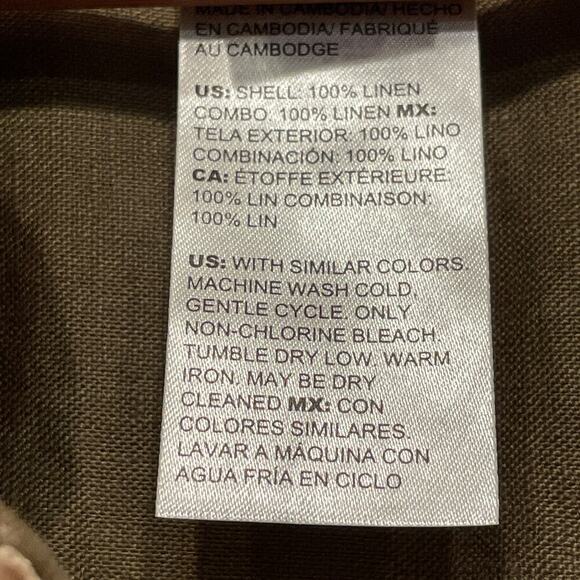 MADE IN CAMBODIA/ HECHO
EN CAMBODIA/ FABRIQUÉ
AU CAMBODGE
US: SHELL: 100% LINEN
COMBO: 100% LINEN MX:
TELA EXTERIOR: 100% LINO
COMBINACIÓN: 100% LINO
CA: ÉTOFFE EXTÉRIEURE:
100% LIN COMBINAISON:
100% LIN
US: WITH SIMILAR COLORS.
MACHINE WASH COLD,
GENTLE CYCLE. ONLY
NON-CHLORINE BLEACH.
TUMBLE DRY LOW. WARM
IRON. MAY BE DRY
CLEANED MX: CON
COLORES SIMILARES.
LAVAR A MÁQUINA CON
AGUA FRÍA EN CICLO